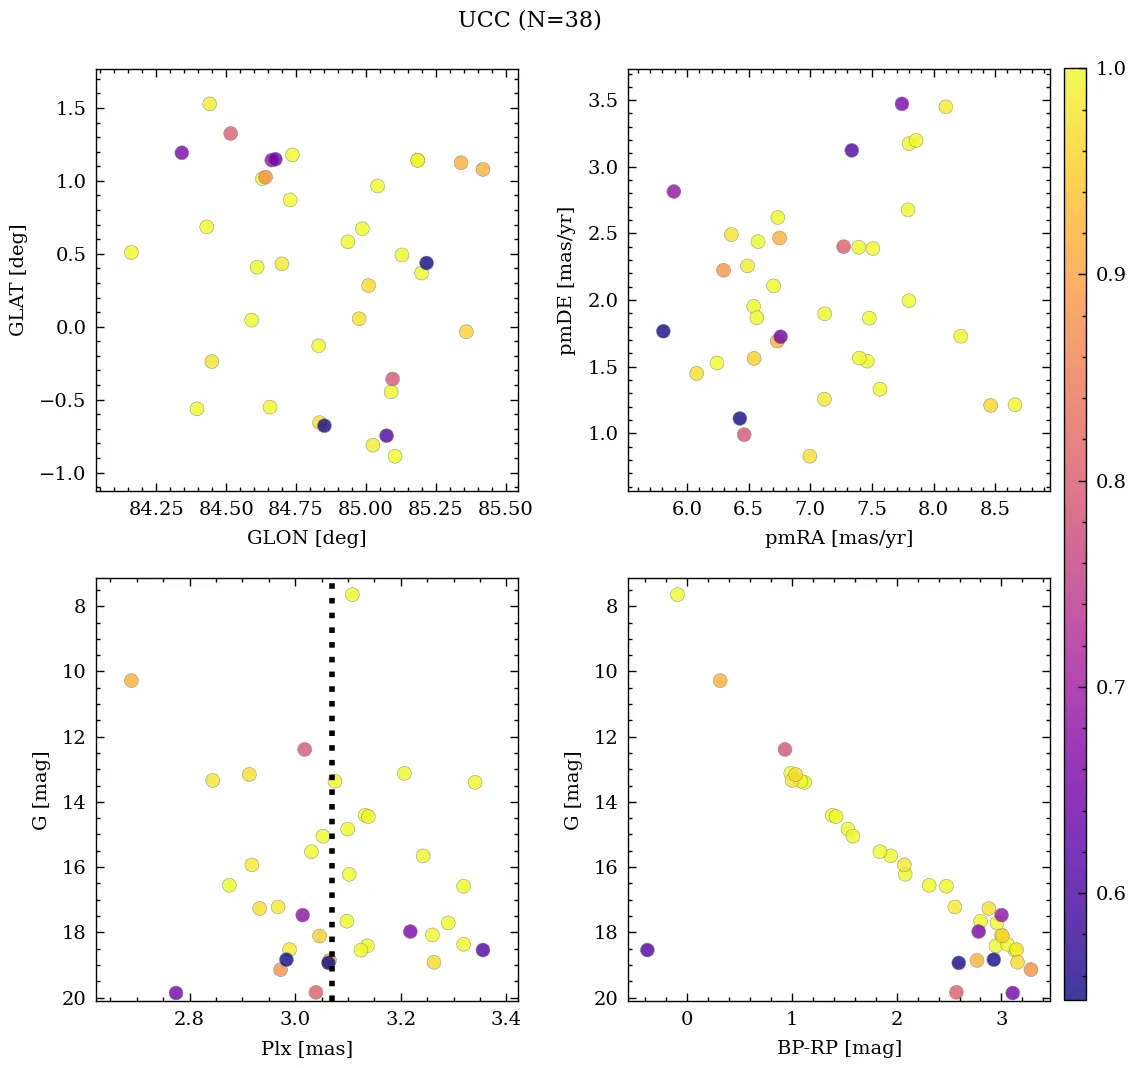 UCC (N=38)
1.5
1.0
0.5
0.0
−0.5
−1.0
GLAT [deg]
84.25 84.50 84.75 85.00 85.25 85.50
GLON [deg]
3.5
3.0
2.5
2.0
1.5
1.0
pmDE [mas/yr]
6.0 6.5 7.0 7.5 8.0 8.5
pmRA [mas/yr]
1.0
0.9
0.8
0.7
0.6
8
10
12
14
16
18
20
G [mag]
2.8 3.0 3.2 3.4
Plx [mas]
8
10
12
14
16
18
20
G [mag]
0 1 2 3
BP-RP [mag]